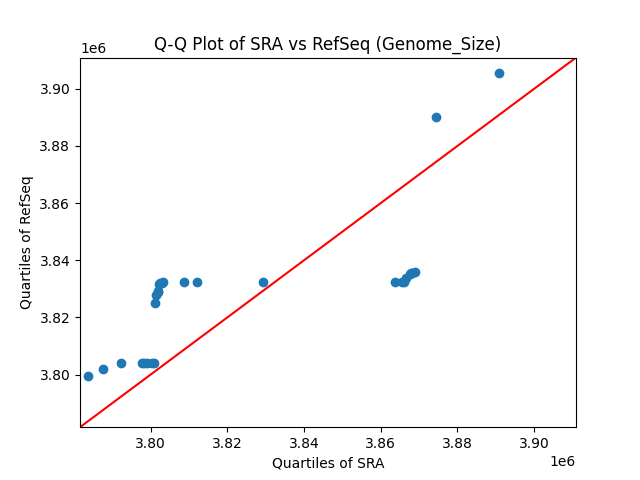 Q-Q Plot of SRA vs RefSeq (Genome_Size)
1e6
3.90
3.88
3.86
3.84
3.82
3.80
Quartiles of RefSeq
3.80 3.82 3.84 3.86 3.88 3.90
1e6
Quartiles of SRA